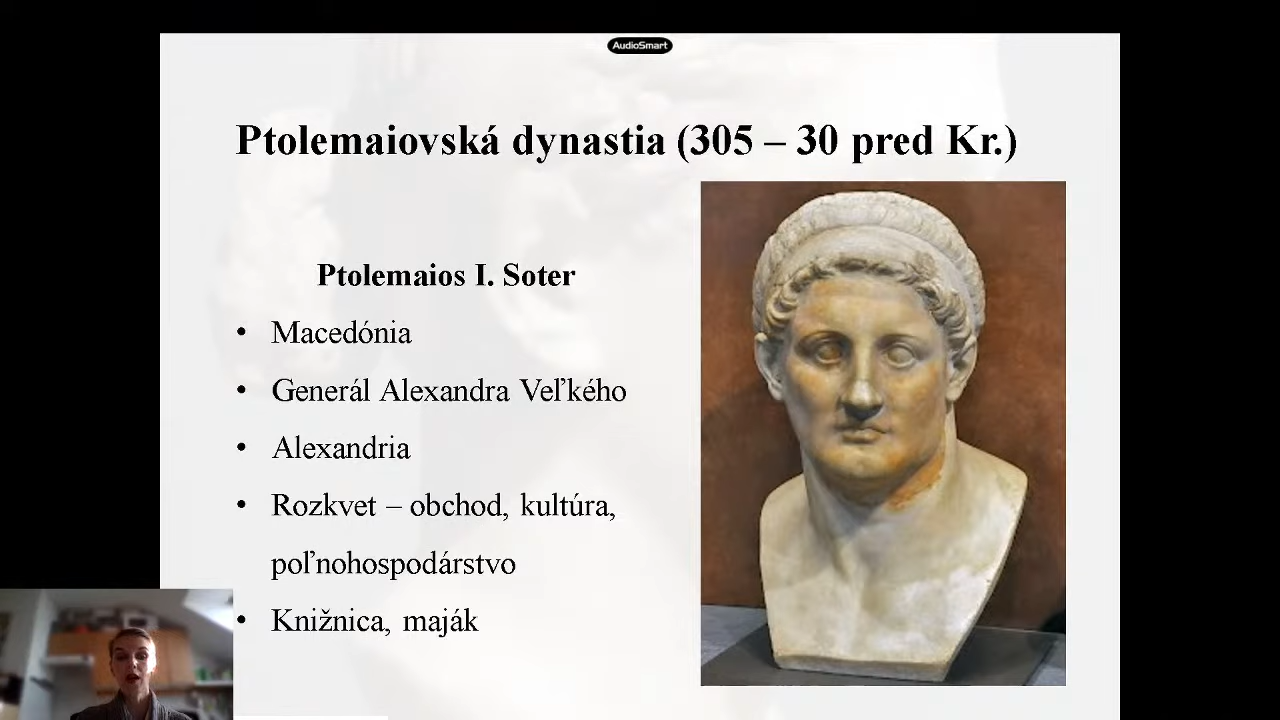 AudioSmart
Ptolemaiovská dynastia (305 – 30 pred Kr.)
Ptolemaios I. Soter
• Macedónia
• Generál Alexandra Veľkého
• Alexandria
• Rozkvet – obchod, kultúra,
poľnohospodárstvo
• Knižnica, maják